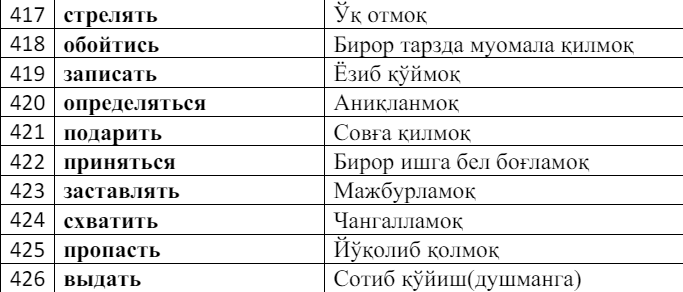 417 стрелять Ўқ отмоқ
418 обойтись Бирор тарзда муомала қилмоқ
419 записать Ёзиб қўймоқ
420 определяться Аниқланмоқ
421 подарить Совға қилмоқ
422 приняться Бирор ишга бел боғламоқ
423 заставлять Мажбурламоқ
424 схватить Чангалламоқ
425 пропасть Йўқолиб қолмоқ
426 выдать Сотиб қўйиш(душманга)